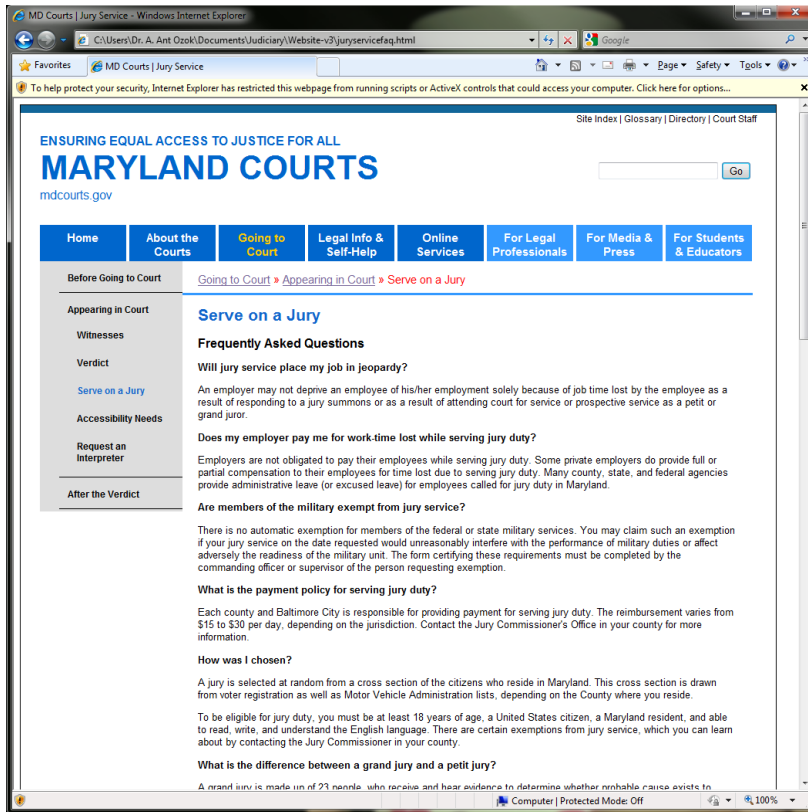 MD Courts | Jury Service - Windows Internet Explorer
C:\Users\Dr. A. Ant Ozok\Documents\Judiciary\Website-v3\juryservicefaq.html
Google
Favorites
MD Courts | Jury Service
Page
Safety
Tools
To help protect your security, Internet Explorer has restricted this webpage from running scripts or ActiveX controls that could access your computer. Click here for options...
Site Index | Glossary | Directory | Court Staff
ENSURING EQUAL ACCESS TO JUSTICE FOR ALL
MARYLAND COURTS
Go
mdcourts.gov
Home
About the
Courts
Going to
Court
Legal Info &
Self-Help
Online
Services
For Legal
Professionals
For Media &
Press
For Students
& Educators
Before Going to Court
Appearing in Court
Witnesses
Verdict
Serve on a Jury
Accessibility Needs
Request an
Interpreter
After the Verdict
Going to Court » Appearing in Court » Serve on a Jury
Serve on a Jury
Frequently Asked Questions
Will jury service place my job in jeopardy?
An employer may not deprive an employee of his/her employment solely because of job time lost by the employee as a
result of responding to a jury summons or as a result of attending court for service or prospective service as a petit or
grand juror.
Does my employer pay me for work-time lost while serving jury duty?
Employers are not obligated to pay their employees while serving jury duty. Some private employers do provide full or
partial compensation to their employees for time lost due to serving jury duty. Many county, state, and federal agencies
provide administrative leave (or excused leave) for employees called for jury duty in Maryland.
Are members of the military exempt from jury service?
There is no automatic exemption for members of the federal or state military services. You may claim such an exemption
if your jury service on the date requested would unreasonably interfere with the performance of military duties or affect
adversely the readiness of the military unit. The form certifying these requirements must be completed by the
commanding officer or supervisor of the person requesting exemption.
What is the payment policy for serving jury duty?
Each county and Baltimore City is responsible for providing payment for serving jury duty. The reimbursement varies from
$15 to $30 per day, depending on the jurisdiction. Contact the Jury Commissioner's Office in your county for more
information.
How was I chosen?
A jury is selected at random from a cross section of the citizens who reside in Maryland. This cross section is drawn
from voter registration as well as Motor Vehicle Administration lists, depending on the County where you reside.
To be eligible for jury duty, you must be at least 18 years of age, a United States citizen, a Maryland resident, and able
to read, write, and understand the English language. There are certain exemptions from jury service, which you can learn
about by contacting the Jury Commissioner in your county.
What is the difference between a grand jury and a petit jury?
A grand jury is made up of 23 people, who receive and hear evidence to determine whether probable cause exists to
Computer | Protected Mode: Off
100%